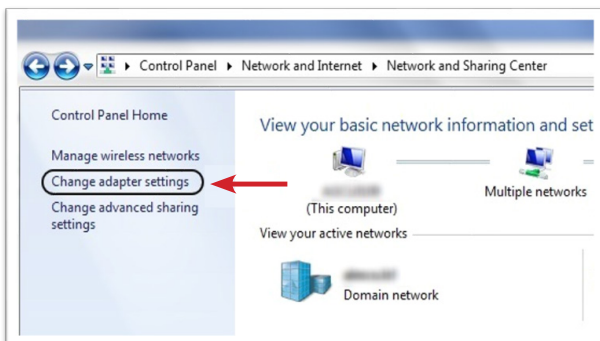 Control Panel ▸ Network and Internet ▸ Network and Sharing Center
Control Panel Home
Manage wireless networks
Change adapter settings
Change advanced sharing
settings
View your basic network information and set
(This computer)
Multiple networks
View your active networks
Domain network